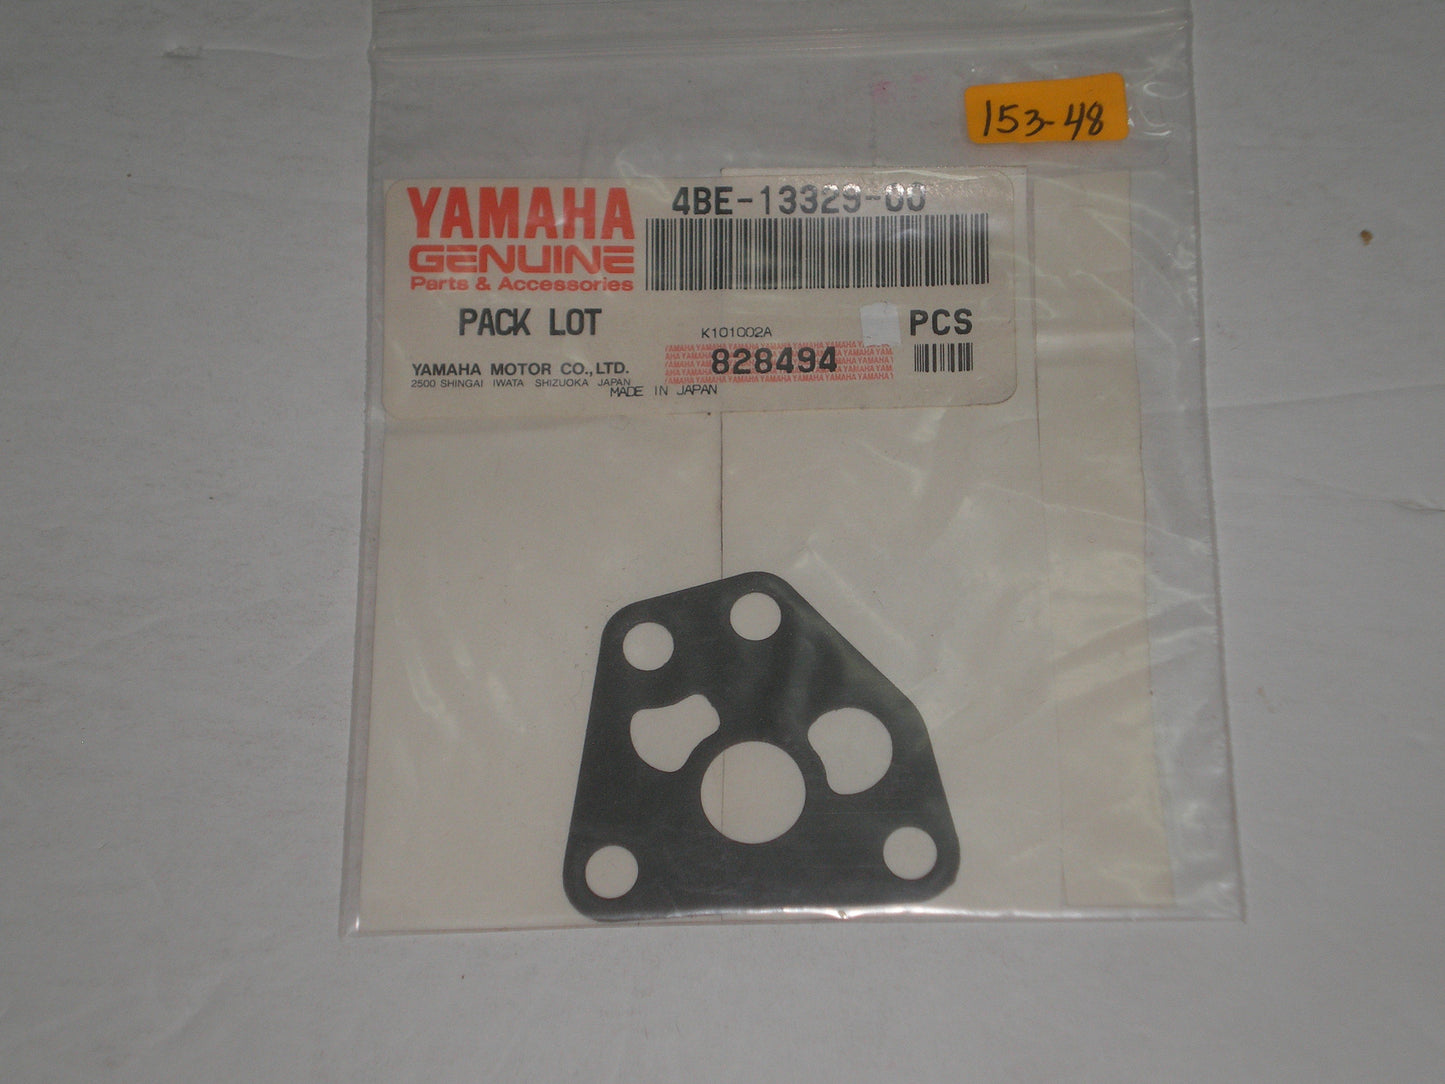 153-48
YAMAHA
GENUINE
Parts & Accessories
4BE-13329-00
PACK LOT
K101002A
PCS
828494
YAMAHA MOTOR CO., LTD.
2500 SHINGAI IWATA SHIZUOKA JAPAN
MADE IN JAPAN